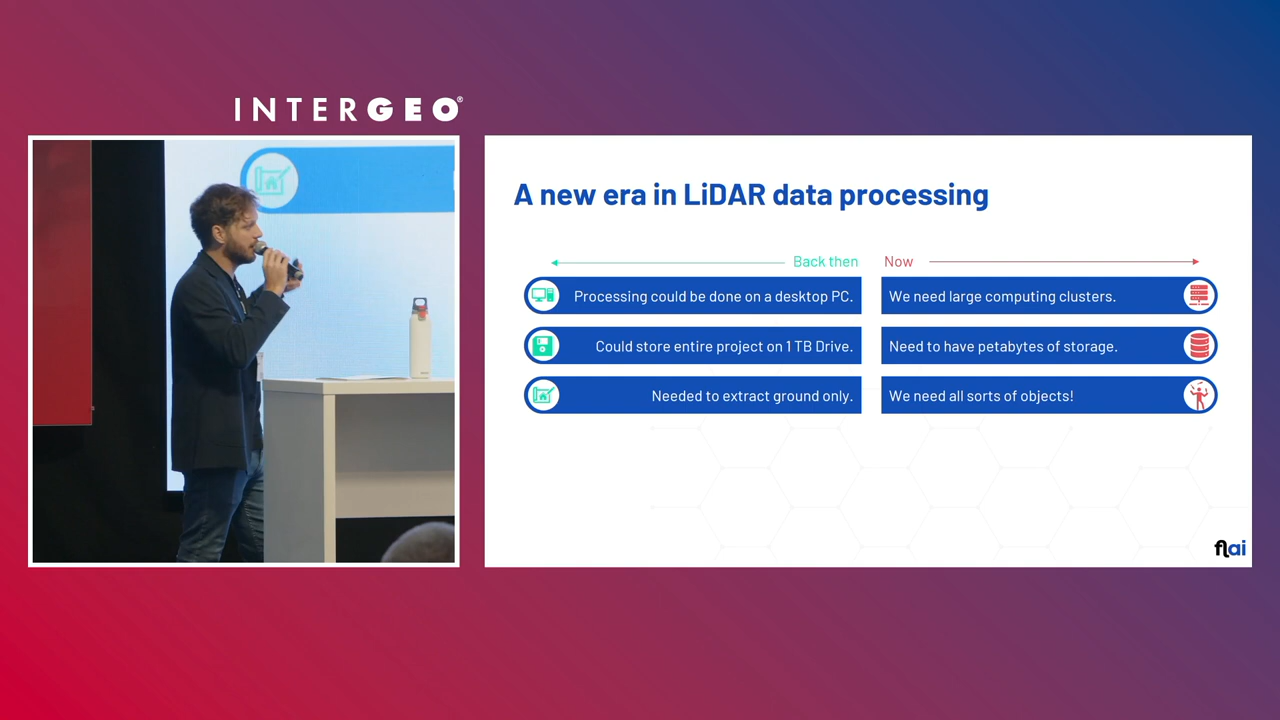 INTERGEO®
A new era in LiDAR data processing
Back then
Now
Processing could be done on a desktop PC.
We need large computing clusters.
Could store entire project on 1 TB Drive.
Need to have petabytes of storage.
Needed to extract ground only.
We need all sorts of objects!
flai